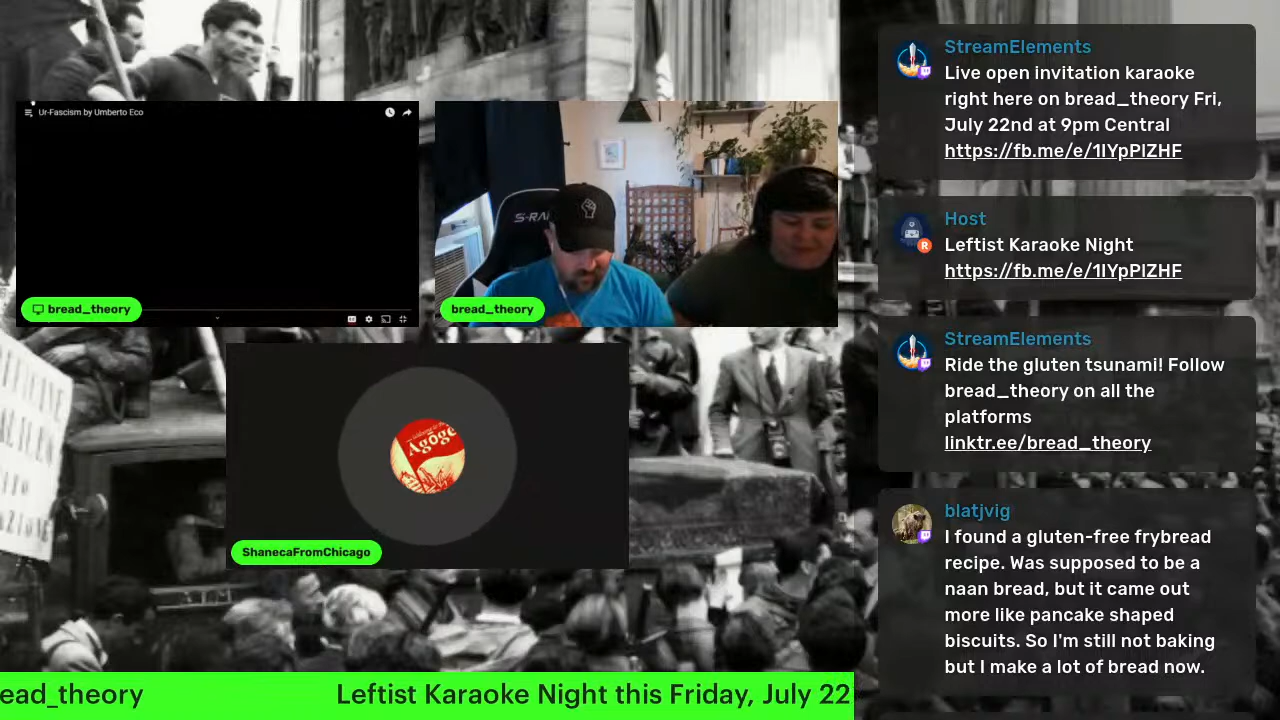 Ur-Fascism by Umberto Eco
S-RA
bread_theory
bread_theory
Agōge
ShanecaFromChicago
ead_theory
Leftist Karaoke Night this Friday, July 22
StreamElements
Live open invitation karaoke
right here on bread_theory Fri,
July 22nd at 9pm Central
https://fb.me/e/1IYpPlZHF
Host
Leftist Karaoke Night
https://fb.me/e/1IYpPlZHF
StreamElements
Ride the gluten tsunami! Follow
bread_theory on all the
platforms
linktr.ee/bread_theory
blatjvig
I found a gluten-free frybread
recipe. Was supposed to be a
naan bread, but it came out
more like pancake shaped
biscuits. So I'm still not baking
but I make a lot of bread now.